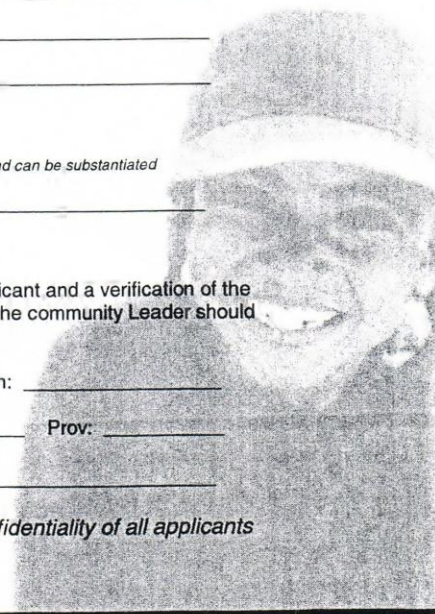 nd can be substantiated
icant and a verification of the
he community Leader should
n:
Prov:
fidentiality of all applicants